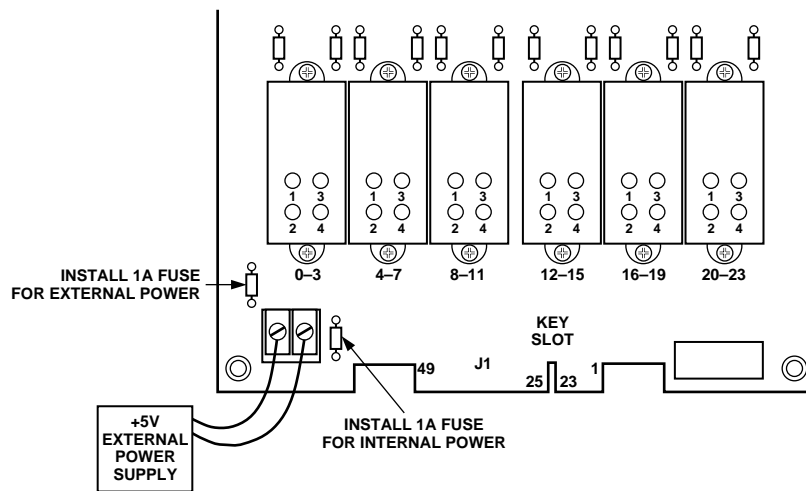 1 3 1 3 1 3 1 3 1 3 1 3
2 4 2 4 2 4 2 4 2 4 2 4
0–3 4–7 8–11 12–15 16–19 20–23
INSTALL 1A FUSE
FOR EXTERNAL POWER
KEY
SLOT
49 J1 25 23 1
+5V
EXTERNAL
POWER
SUPPLY
INSTALL 1A FUSE
FOR INTERNAL POWER